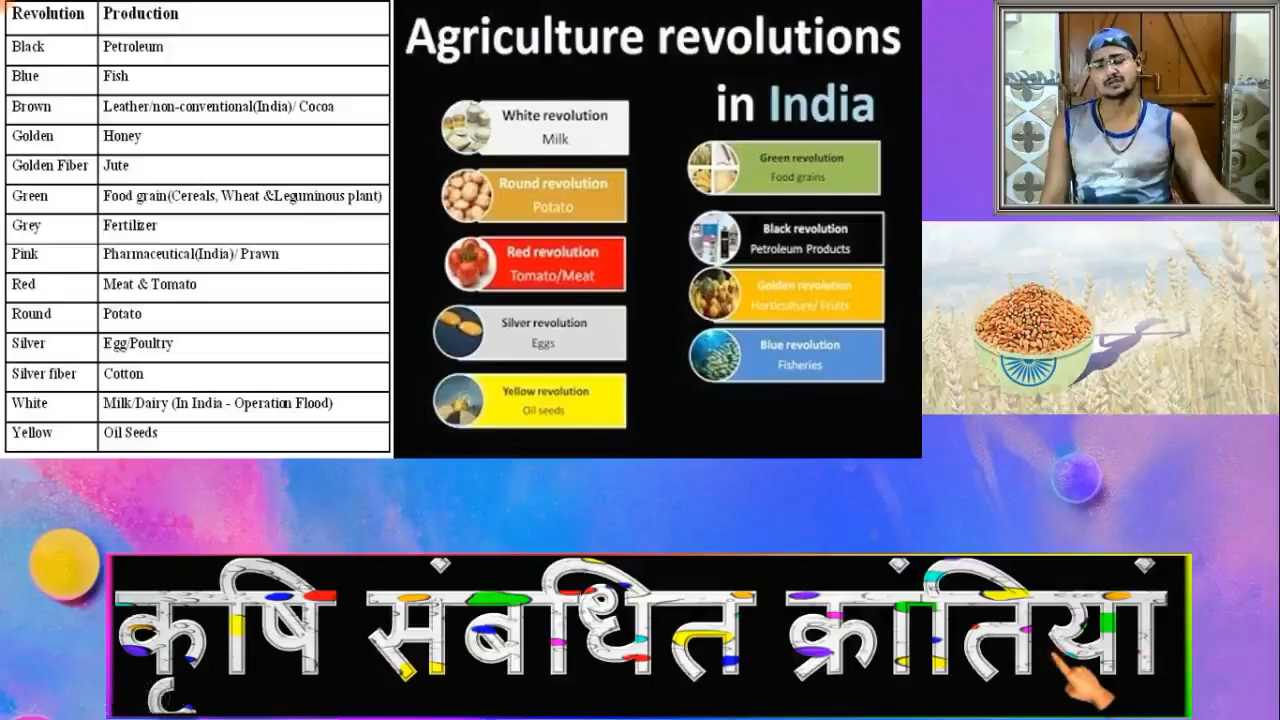 Revolution Production
Black Petroleum
Blue Fish
Brown Leather/non-conventional(India)/ Cocoa
Golden Honey
Golden Fiber Jute
Green Food grain(Cereals, Wheat &Leguminous plant)
Grey Fertilizer
Pink Pharmaceutical(India)/ Prawn
Red Meat & Tomato
Round Potato
Silver Egg/Poultry
Silver fiber Cotton
White Milk/Dairy (In India - Operation Flood)
Yellow Oil Seeds
Agriculture revolutions
in India
White revolution
Milk
Round revolution
Potato
Red revolution
Tomato/Meat
Silver revolution
Eggs
Yellow revolution
Oil seeds
Green revolution
Food grains
Black revolution
Petroleum Products
Golden revolution
Horticulture/ Fruits
Blue revolution
Fisheries
कृषि संबधित क्रांतियां